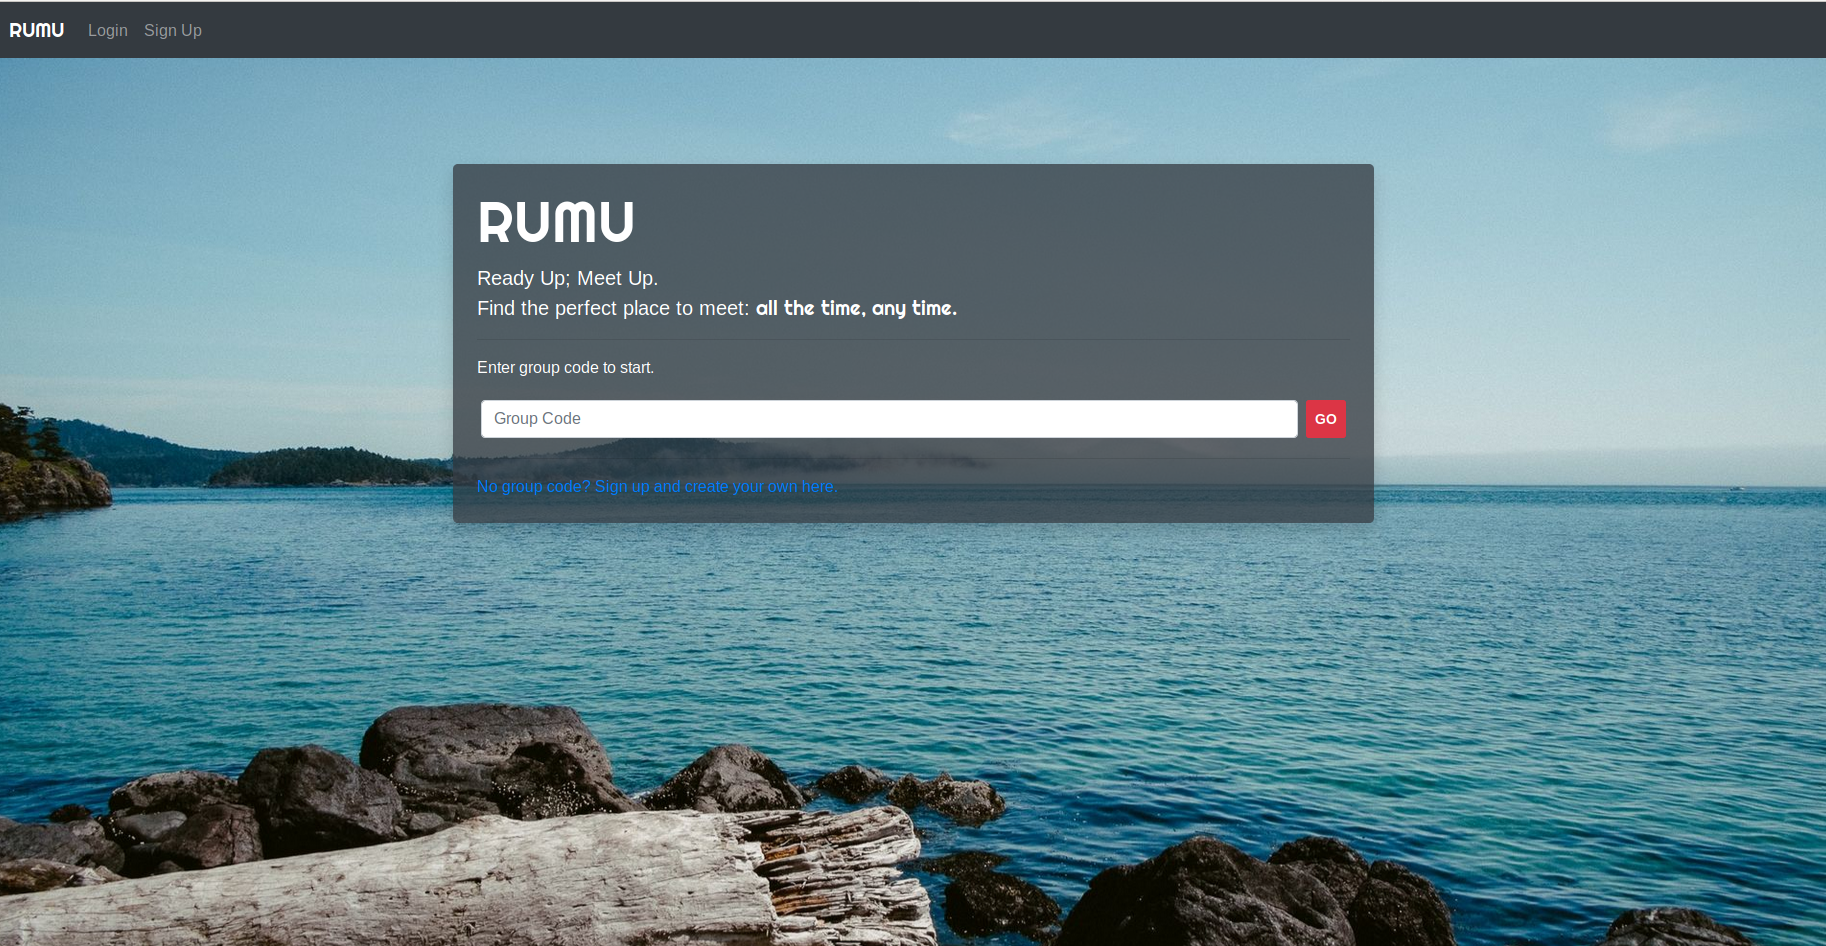 RUMU Login Sign Up
RUMU
Ready Up; Meet Up.
Find the perfect place to meet: all the time, any time.
Enter group code to start.
Group Code GO
No group code? Sign up and create your own here.